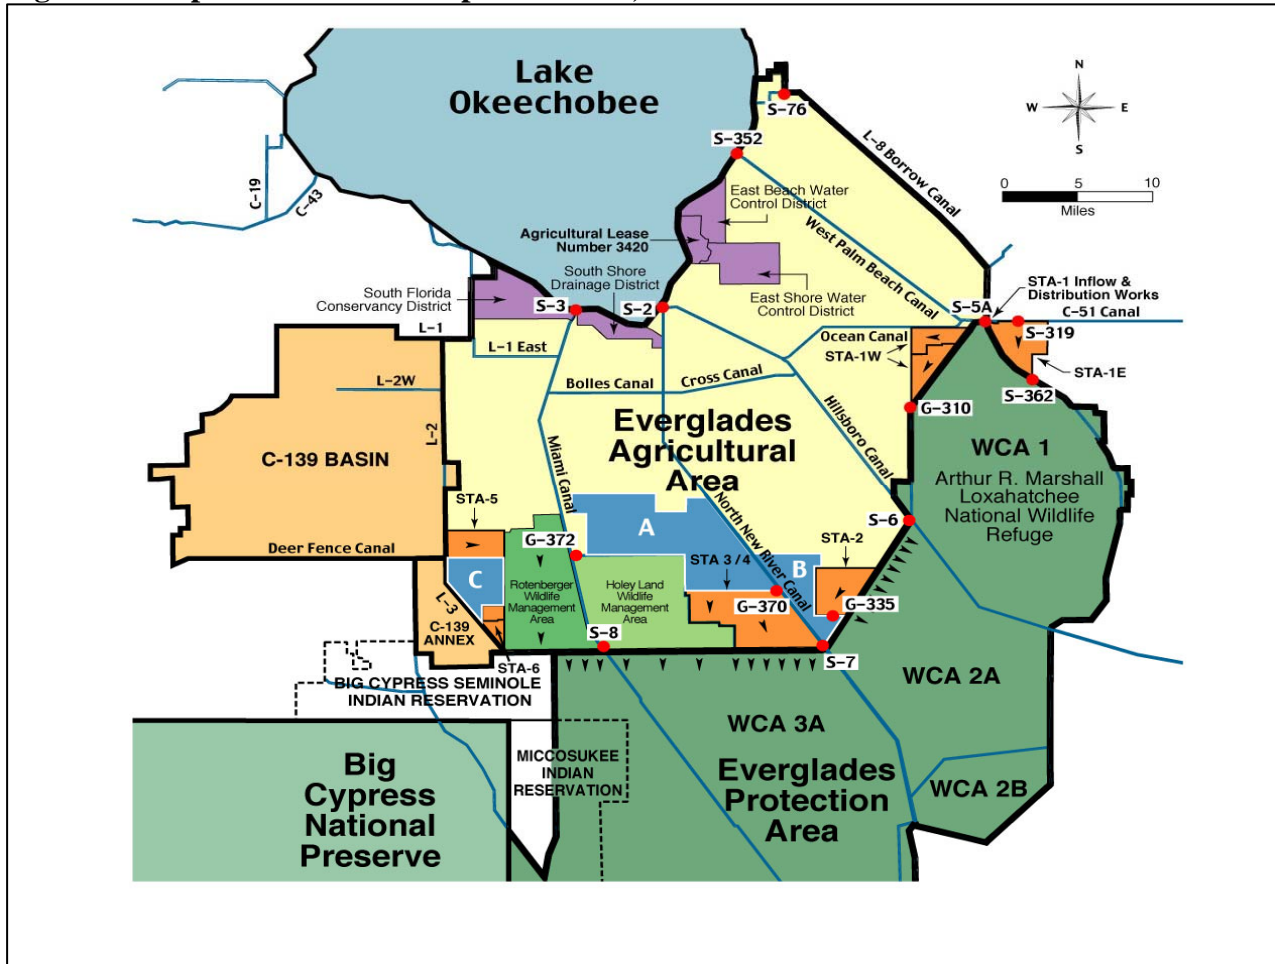 Lake
Okeechobee
S-76
S-352
N
W
E
S
0
5
10
Miles
L-8 Borrow Canal
C-19
C-43
East Beach Water
Control District
Agricultural Lease
Number 3420
West Palm Beach Canal
South Shore
Drainage District
South Florida
Conservancy District
S-3
S-2
East Shore Water
Control District
STA-1 Inflow &
Distribution Works
S-5A
C-51 Canal
L-1
L-1 East
Ocean Canal
STA-1W
S-319
STA-1E
S-362
L-2W
Bolles Canal
Cross Canal
Hillsboro Canal
G-310
L-2
Everglades
Agricultural
Area
WCA 1
Arthur R. Marshall
Loxahatchee
National Wildlife
Refuge
C-139 BASIN
Miami Canal
STA-5
North New River Canal
S-6
A
STA-2
Deer Fence Canal
G-372
STA 3/4
B
C
Rotenberger
Wildlife
Management
Area
Holey Land
Wildlife
Management
Area
G-370
G-335
L-3
C-139
ANNEX
S-8
S-7
STA-6
BIG CYPRESS SEMINOLE
INDIAN RESERVATION
WCA 2A
WCA 3A
MICCOSUKEE
INDIAN
RESERVATION
Big
Cypress
National
Preserve
Everglades
Protection
Area
WCA 2B